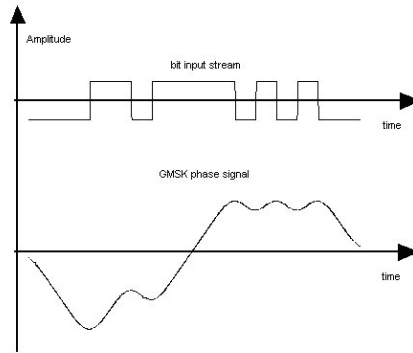 Amplitude
bit input stream
time
GMSK phase signal
time